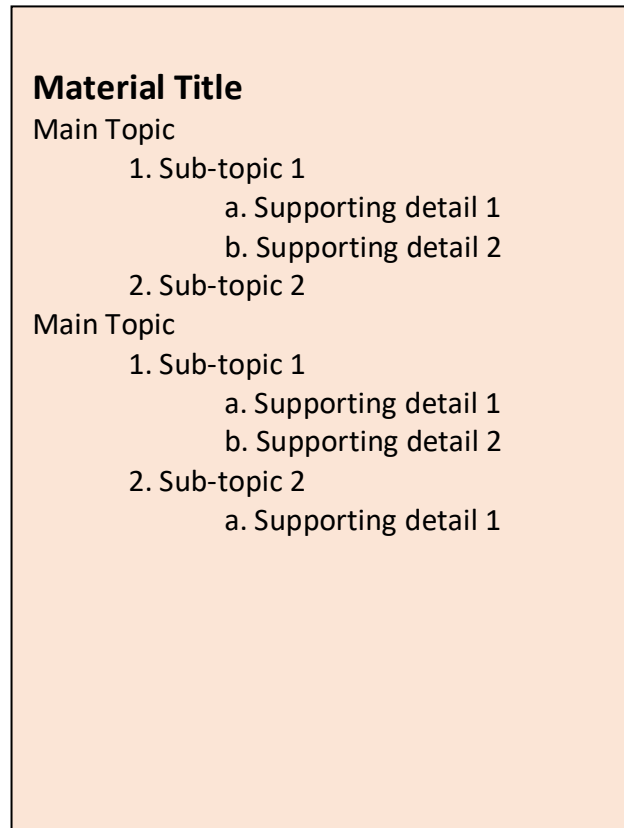 Material Title
Main Topic
1. Sub-topic 1
a. Supporting detail 1
b. Supporting detail 2
2. Sub-topic 2
Main Topic
1. Sub-topic 1
a. Supporting detail 1
b. Supporting detail 2
2. Sub-topic 2
a. Supporting detail 1